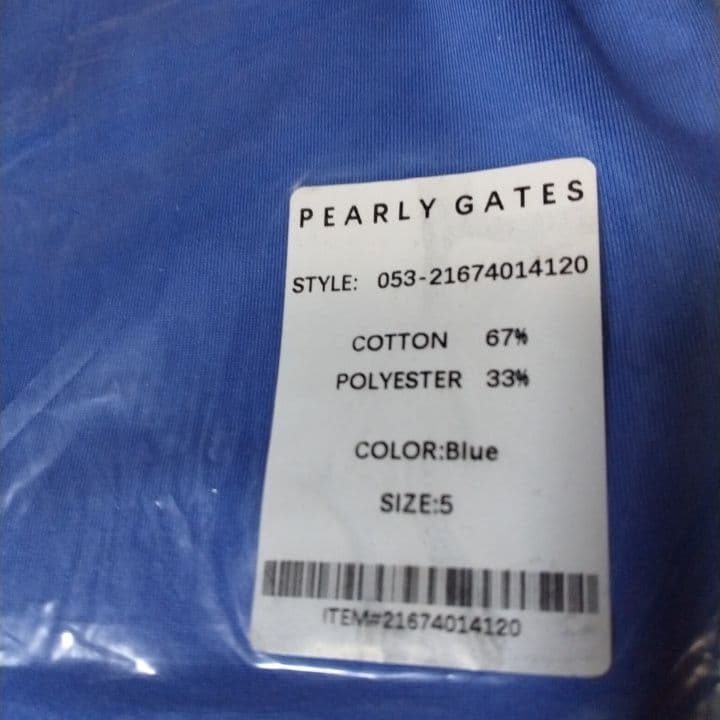 PEARLY GATES
STYLE: 053-21674014120
COTTON 67%
POLYESTER 33%
COLOR:Blue
SIZE:5
ITEM#21674014120